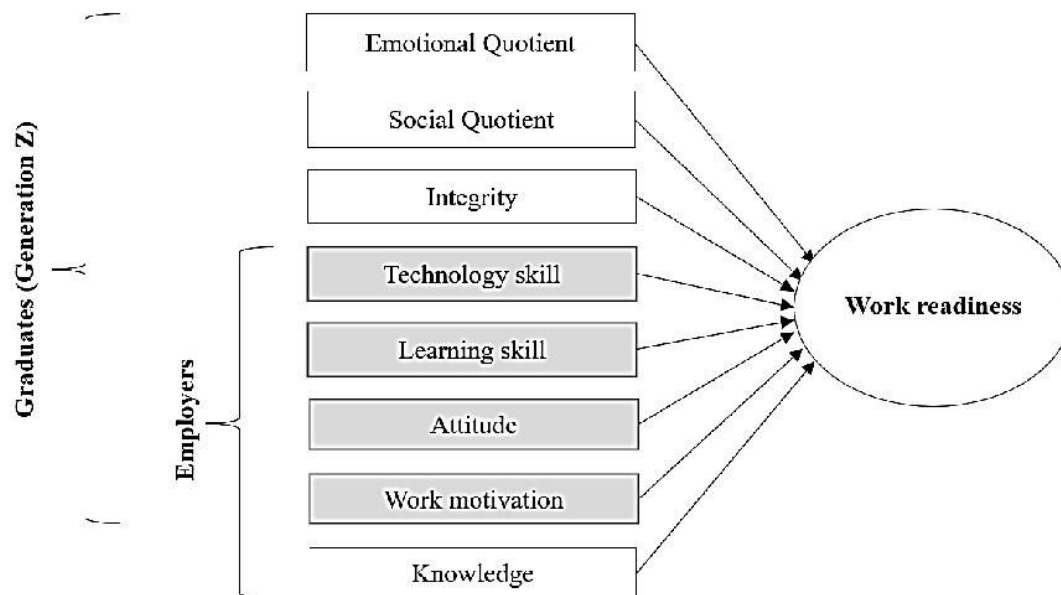 Graduates (Generation Z)
Employers
Emotional Quotient
Social Quotient
Integrity
Technology skill
Learning skill
Attitude
Work motivation
Knowledge
Work readiness